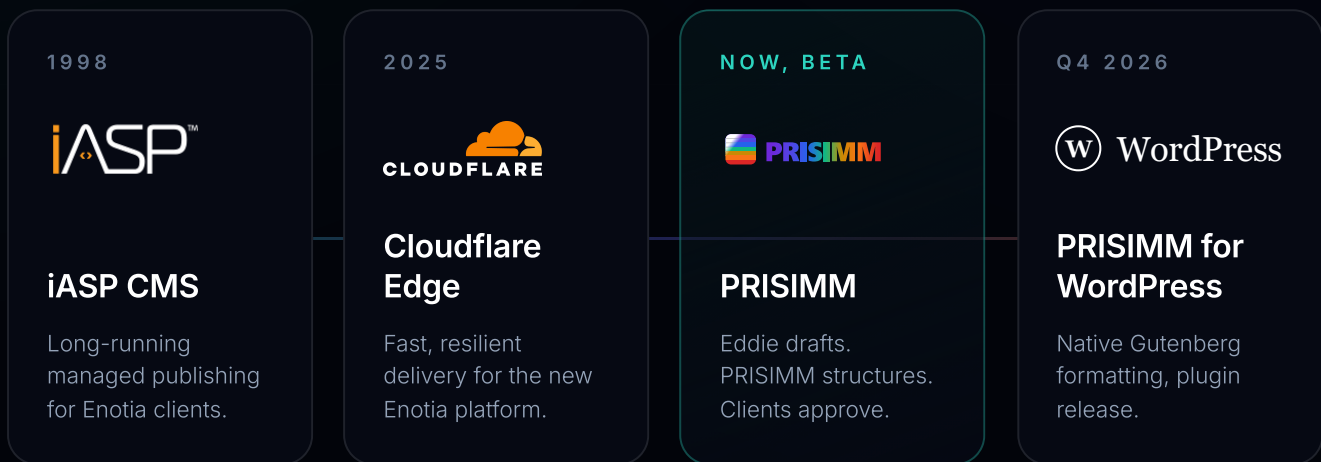 1998
iASP™
iASP CMS
Long-running
managed publishing
for Enotia clients.
2025
CLOUDFLARE
Cloudflare
Edge
Fast, resilient
delivery for the new
Enotia platform.
NOW, BETA
PRISIMM
PRISIMM
Eddie drafts.
PRISIMM structures.
Clients approve.
Q4 2026
W WordPress
PRISIMM for
WordPress
Native Gutenberg
formatting, plugin
release.